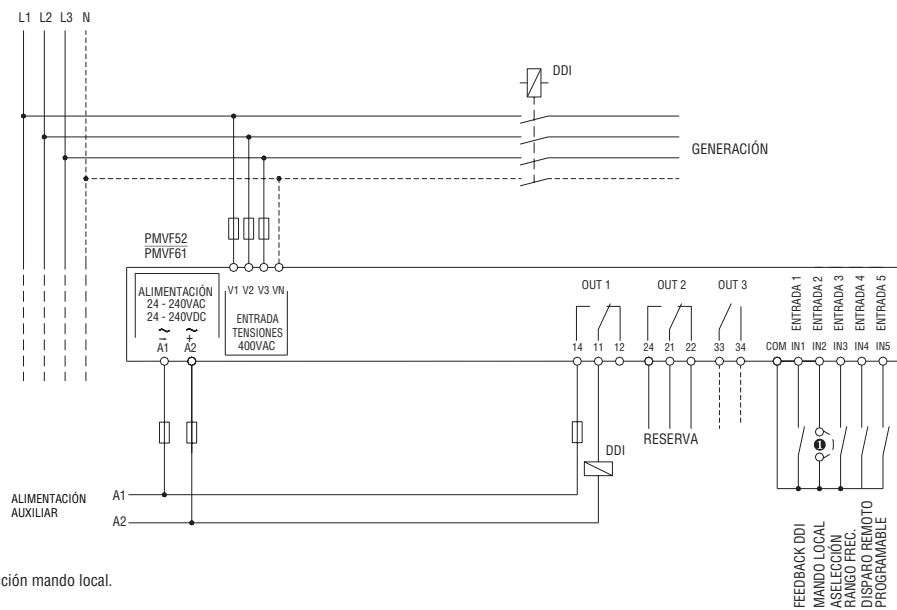 L1 L2 L3 N
DDI
GENERACIÓN
PMVF52
PMVF61
ALIMENTACIÓN
24 - 240VAC
24 - 240VDC
~ ~
– +
A1 A2
V1 V2 V3 VN
ENTRADA
TENSIONES
400VAC
OUT 1
14 11 12
OUT 2
24 21 22
OUT 3
33 34
ENTRADA 1
ENTRADA 2
ENTRADA 3
ENTRADA 4
ENTRADA 5
COM IN1 IN2 IN3 IN4 IN5
RESERVA
DDI
1
ALIMENTACIÓN
AUXILIAR
A1
A2
FEEDBACK DDI
MANDO LOCAL
ASELECCIÓN
RANGO FREC.
DISPARO REMOTO
PROGRAMABLE
cción mando local.